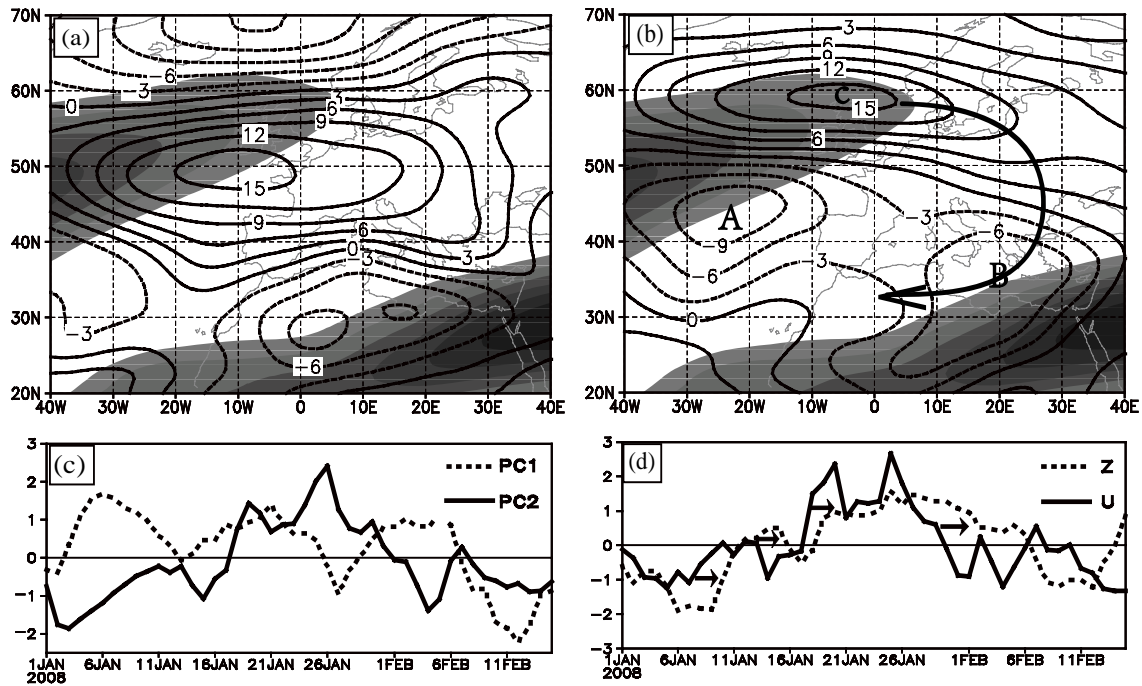 (a)
70N
60N
50N
40N
30N
20N
−6
−3
0
3
6
9
12
15
9
6
0
−3
3
−3
−6
40W 30W 20W 10W 0 10E 20E 30E 40E
(b)
70N
60N
50N
40N
30N
20N
3
6
9
12
C
15
6
A
−3
−9
−6
−6
−3
B
0
40W 30W 20W 10W 0 10E 20E 30E 40E
(c)
PC1
PC2
3
2
1
0
−1
−2
1JAN 6JAN 11JAN 16JAN 21JAN 26JAN 1FEB 6FEB 11FEB
2008
(d)
Z
U
3
2
1
0
−1
−2
−3
1JAN 6JAN 11JAN 16JAN 21JAN 26JAN 1FEB 6FEB 11FEB
2008